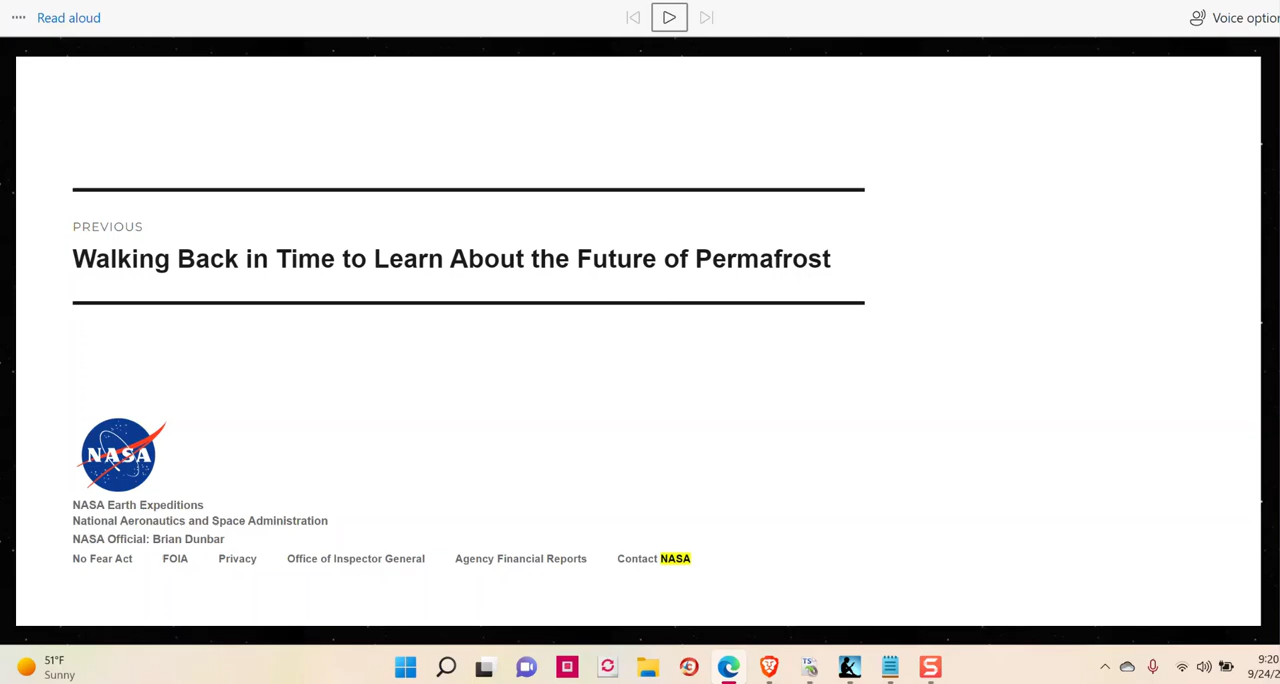 Read aloud
Voice option
PREVIOUS
Walking Back in Time to Learn About the Future of Permafrost
NASA
NASA Earth Expeditions
National Aeronautics and Space Administration
NASA Official: Brian Dunbar
No Fear Act FOIA Privacy Office of Inspector General Agency Financial Reports Contact NASA
51°F
Sunny
9:20
9/24/2